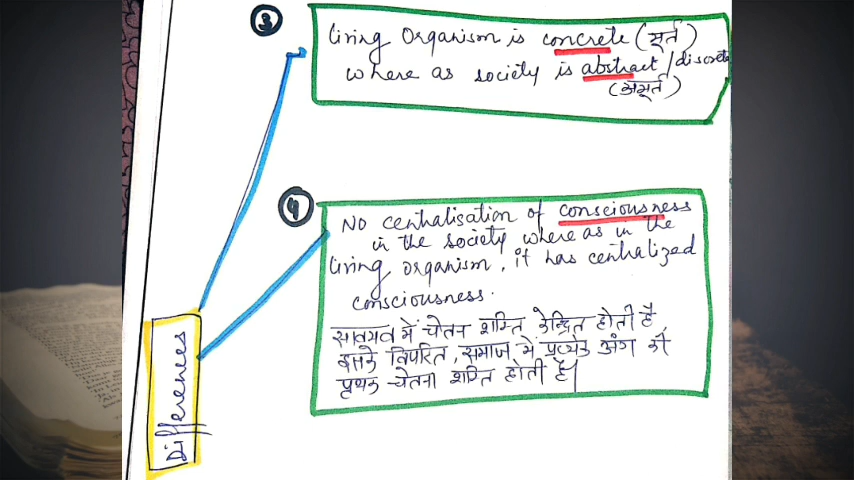 3
living Organism is concrete (मूर्त)
where as society is abstract/discrete
(अमूर्त)
4
No centralisation of consciousness
in the society where as in the
living organism, it has centralized
consciousness.
सावयव में चेतन शक्ति केन्द्रित होती है,
इसके विपरित, समाज में प्रत्येक अंग की
पृथक चेतना शक्ति होती है।
Differences